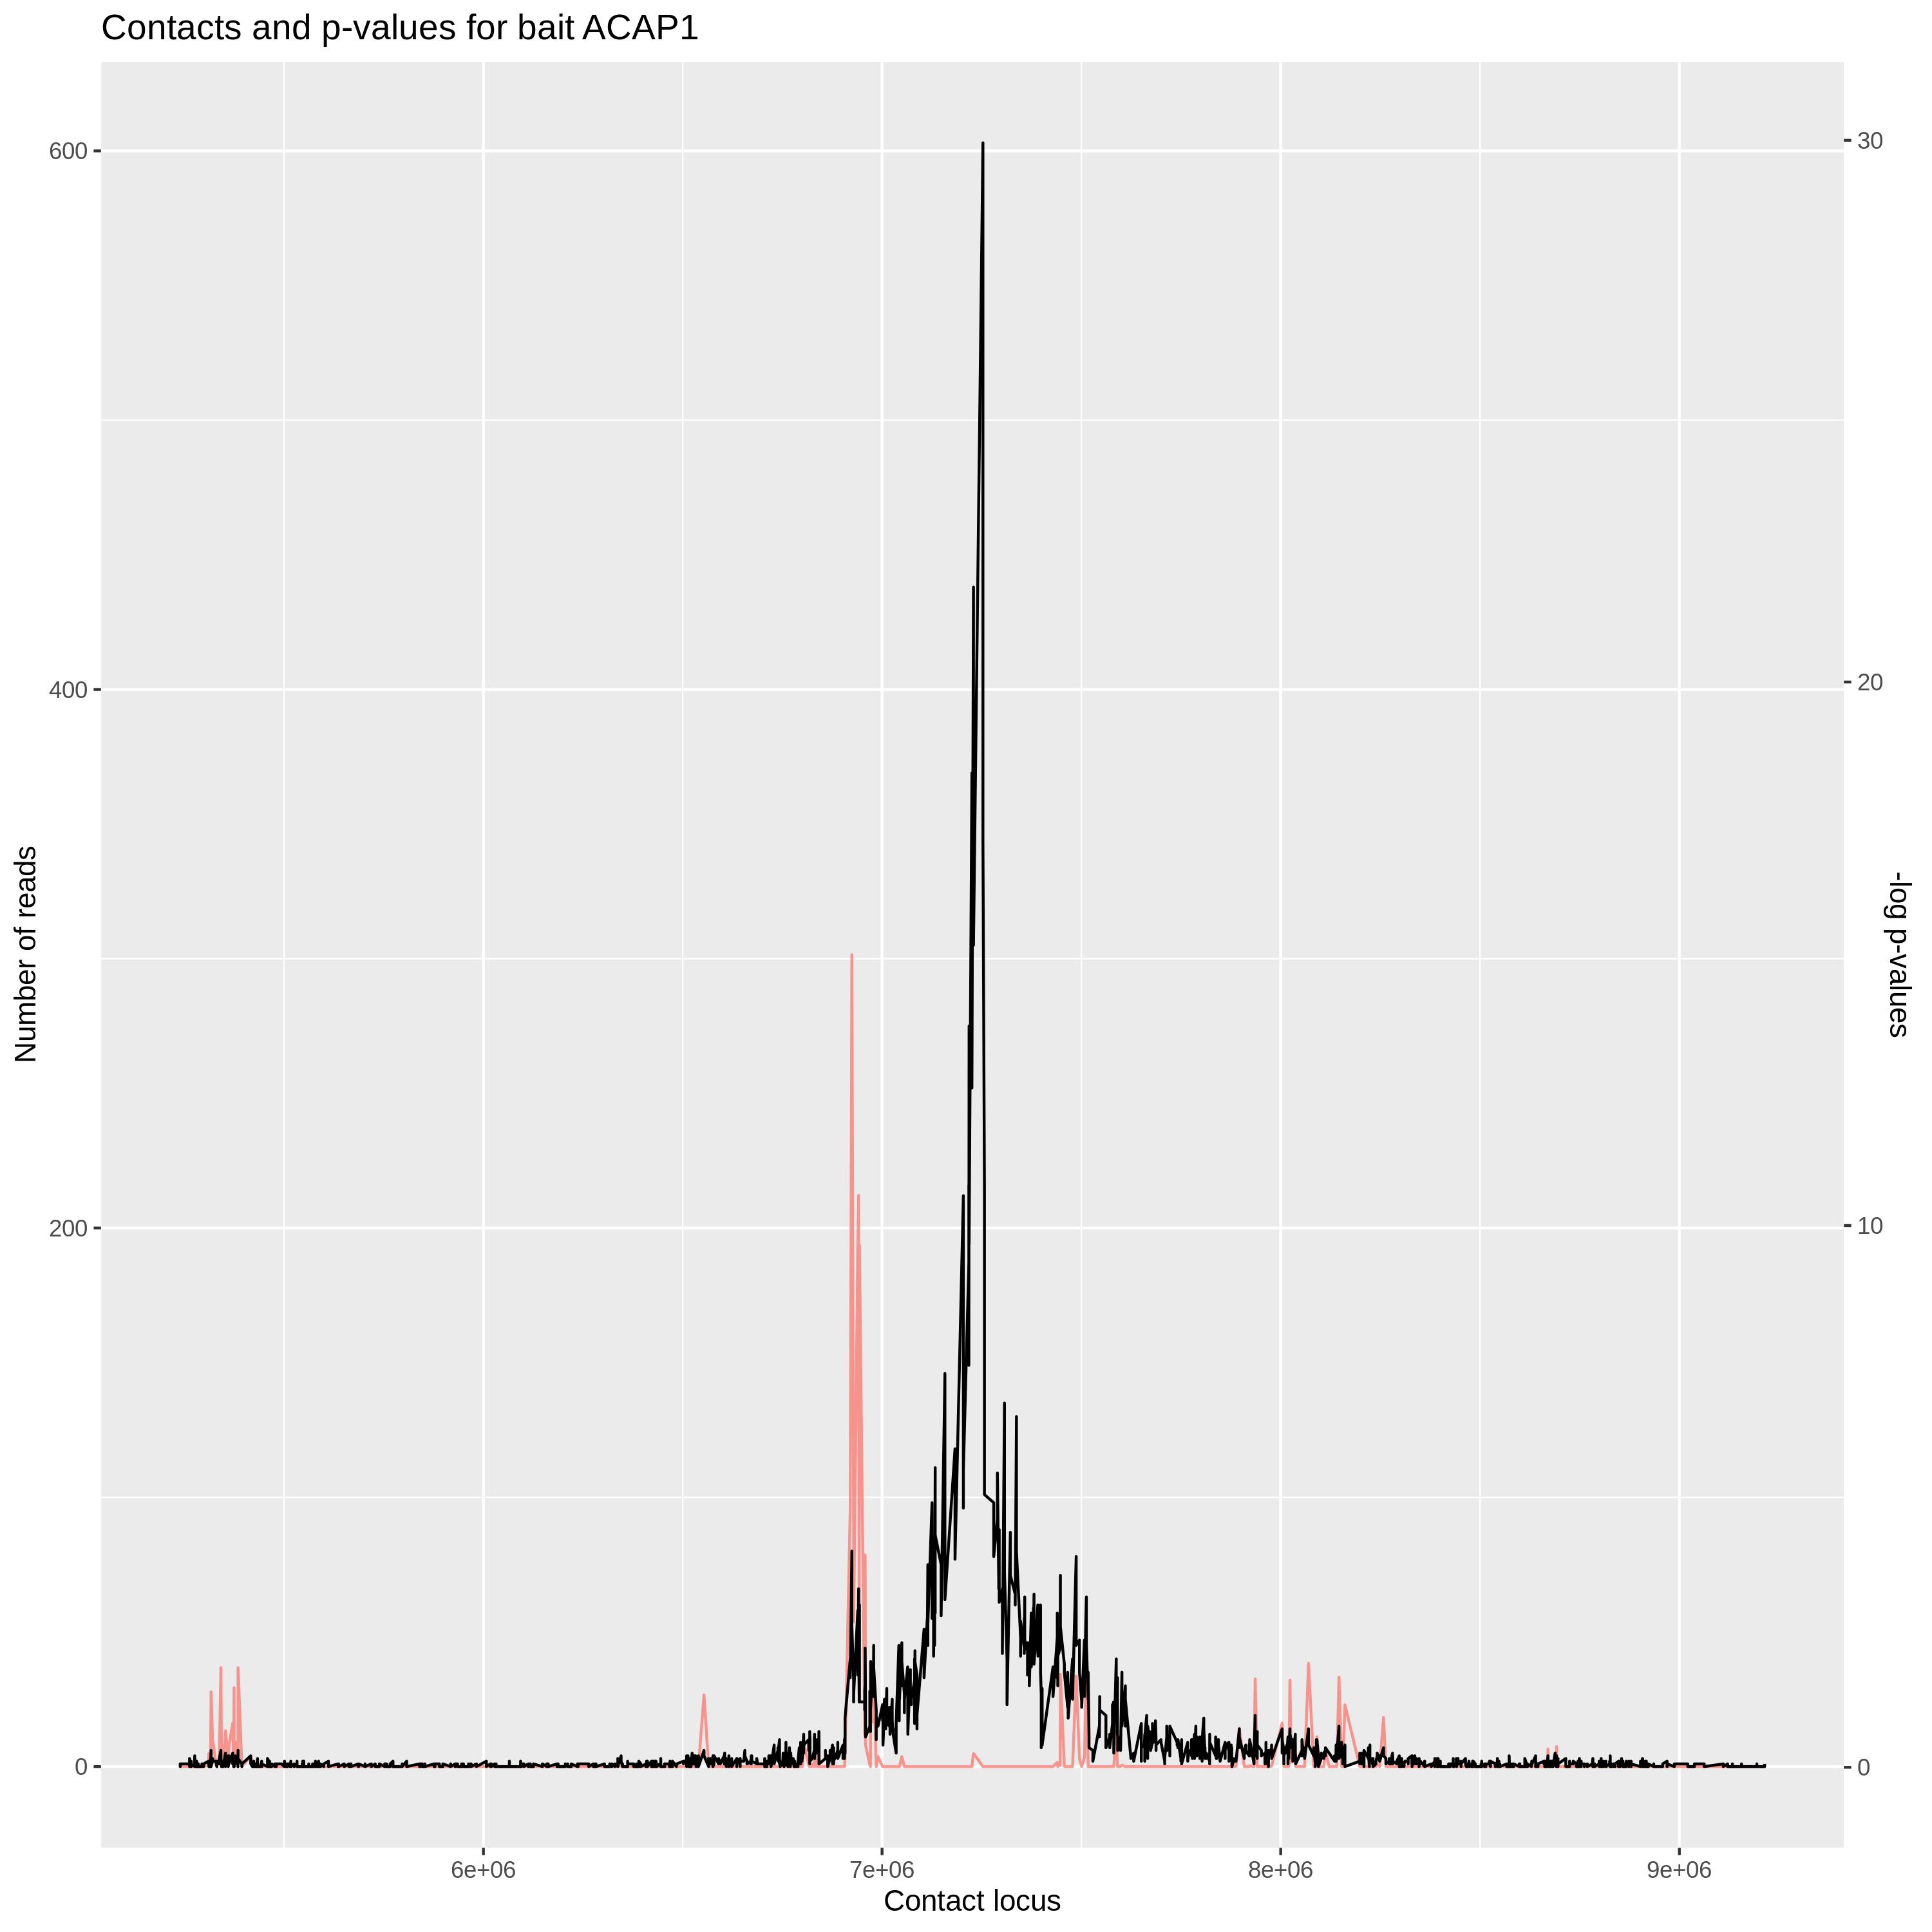 Contacts and p-values for bait ACAP1
600
400
200
0
Number of reads
30
20
10
0
-log p-values
6e+06
7e+06
8e+06
9e+06
Contact locus